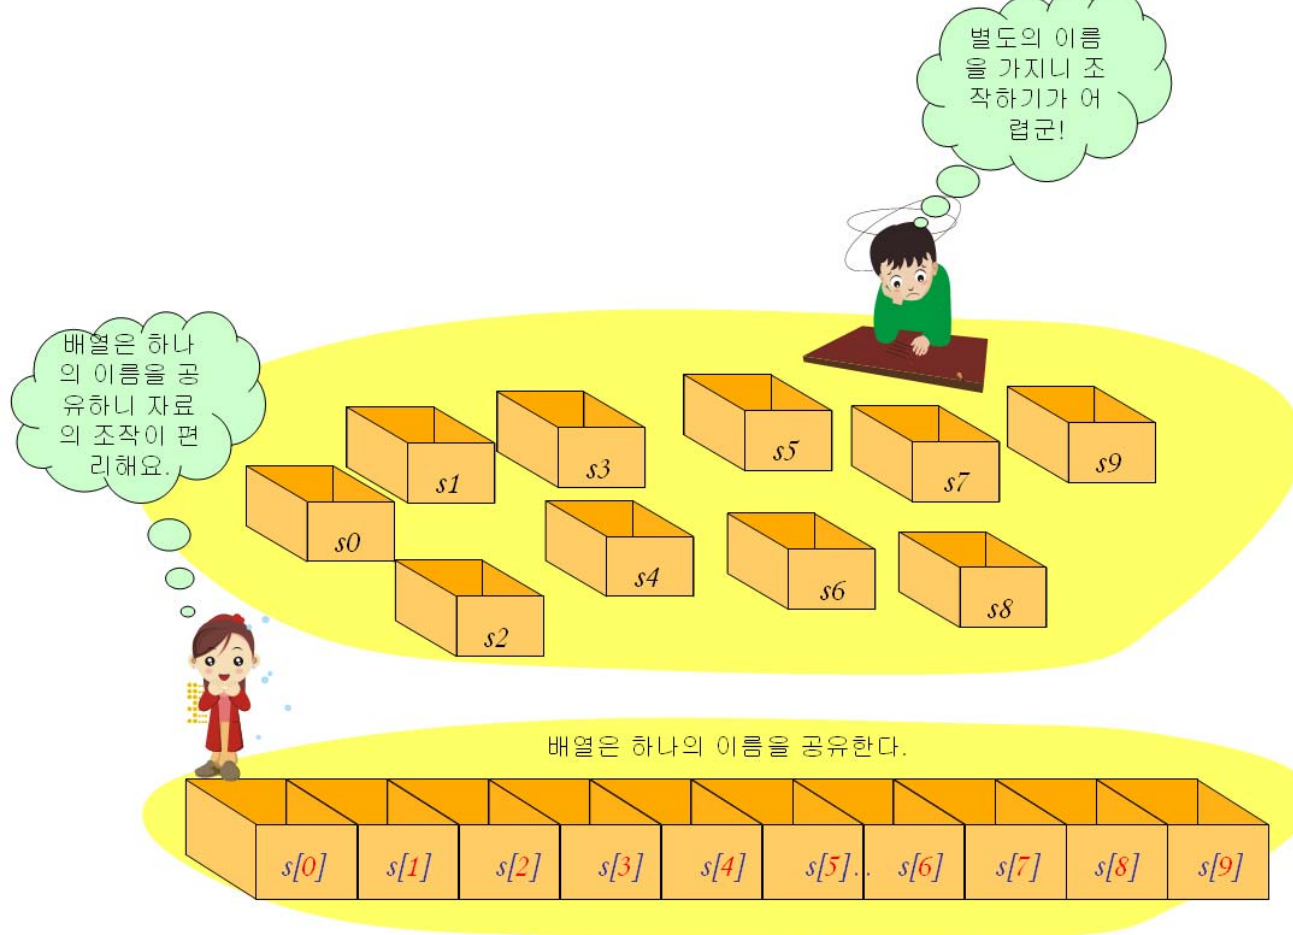 별도의 이름
을 가지니 조
작하기가 어
렵군!
배열은 하나
의 이름을 공
유하니 자료
의 조작이 편
리해요.
s0
s1
s2
s3
s4
s5
s6
s7
s8
s9
배열은 하나의 이름을 공유한다.
s[0] s[1] s[2] s[3] s[4] s[5].. s[6] s[7] s[8] s[9]